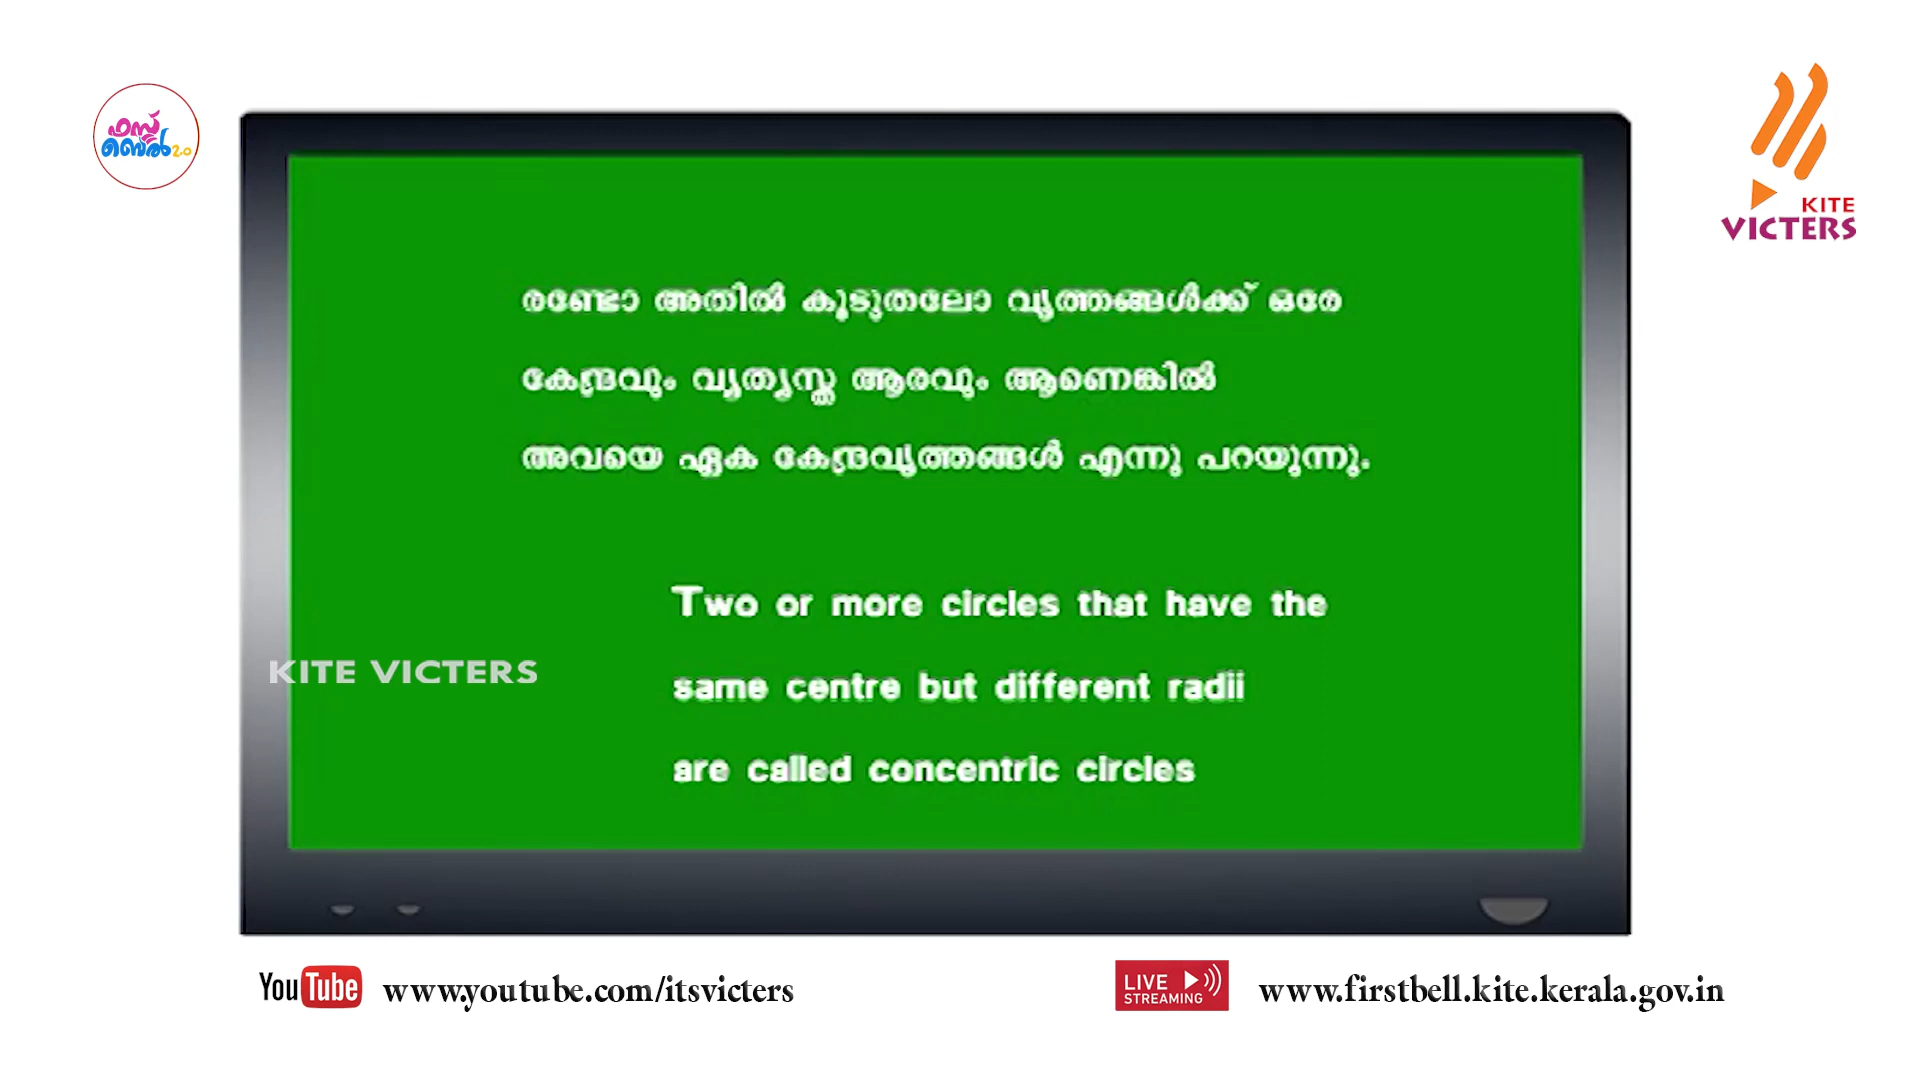 ഫസ്റ്റ്
ബെൽ 2.0
KITE
VICTERS
രണ്ടോ അതിൽ കൂടുതലോ വൃത്തങ്ങൾക്ക് ഒരേ
കേന്ദ്രവും വ്യത്യസ്ത ആരവും ആണെങ്കിൽ
അവയെ ഏക കേന്ദ്രവൃത്തങ്ങൾ എന്നു പറയുന്നു.
Two or more circles that have the
same centre but different radii
are called concentric circles
KITE VICTERS
YouTube www.youtube.com/itsvicters
LIVE
STREAMING
www.firstbell.kite.kerala.gov.in